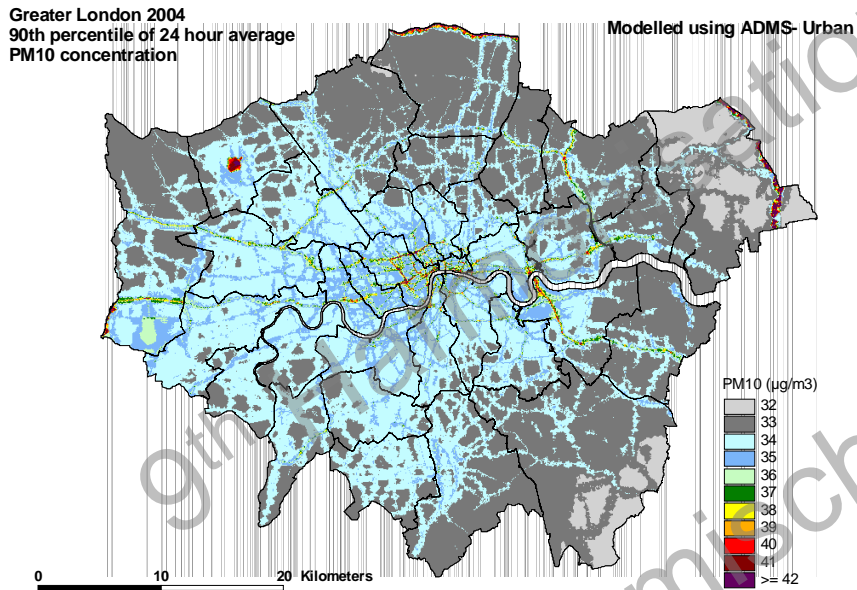 Greater London 2004
90th percentile of 24 hour average
PM10 concentration
Modelled using ADMS- Urban
PM10 (µg/m3)
32
33
34
35
36
37
38
39
40
41
>= 42
0 10 20 Kilometers
9th